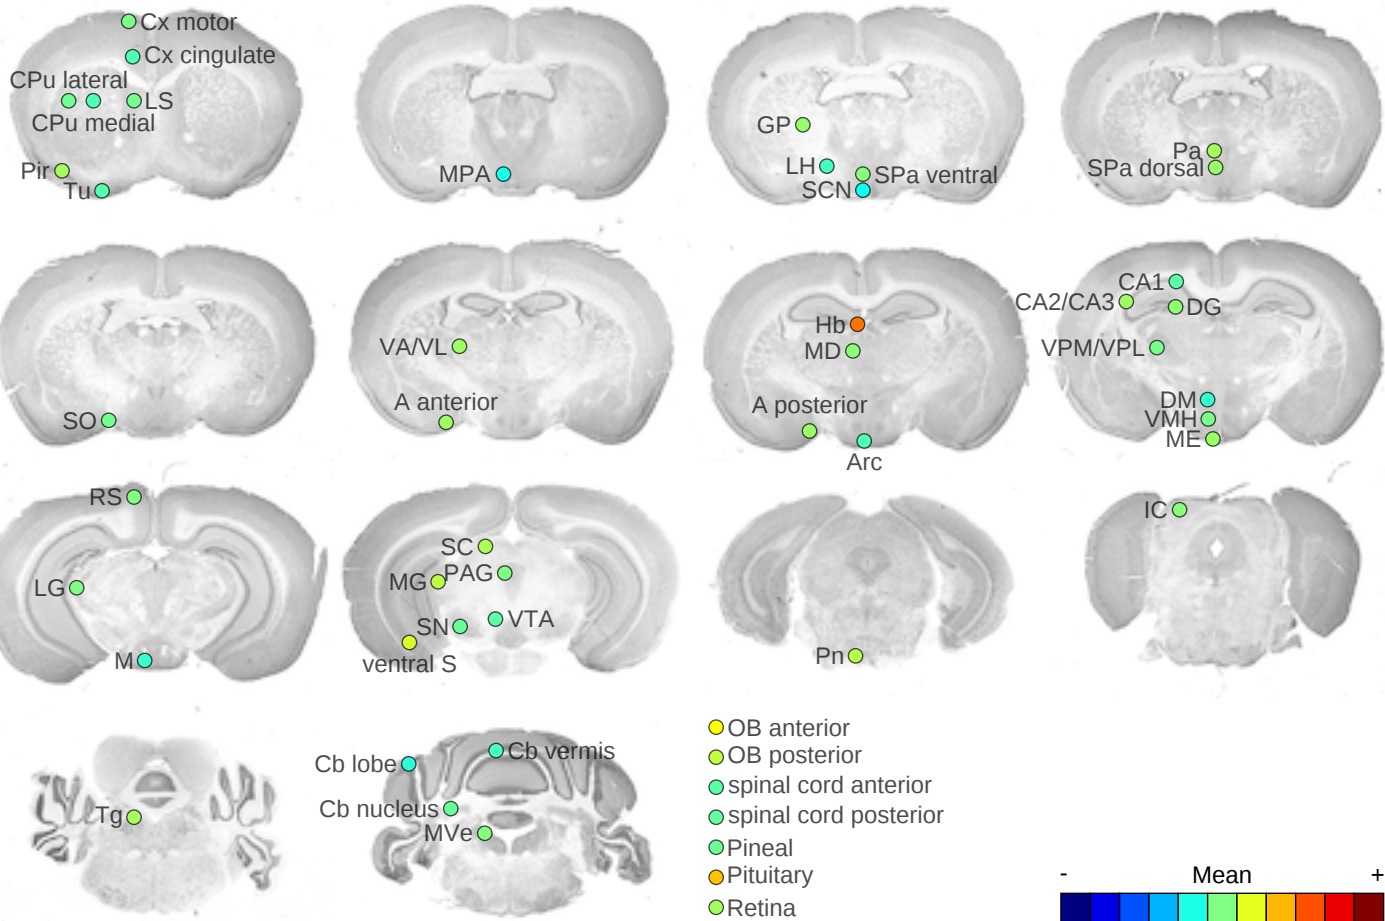 Cx motor
Cx cingulate
CPu lateral
LS
CPu medial
Pir
Tu
MPA
GP
LH
SPa ventral
SCN
Pa
SPa dorsal
SO
VA/VL
A anterior
Hb
MD
A posterior
Arc
CA1
CA2/CA3
DG
VPM/VPL
DM
VMH
ME
RS
LG
M
SC
MG
PAG
SN
VTA
ventral S
Pn
IC
Tg
Cb lobe
Cb vermis
Cb nucleus
MVe
OB anterior
OB posterior
spinal cord anterior
spinal cord posterior
Pineal
Pituitary
Retina
- Mean +